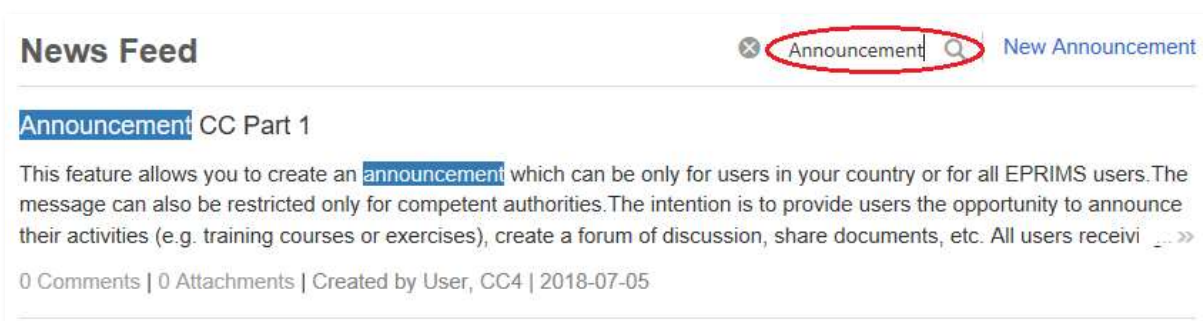 News Feed
Announcement
New Announcement
Announcement CC Part 1
This feature allows you to create an announcement which can be only for users in your country or for all EPRIMS users.The
message can also be restricted only for competent authorities.The intention is to provide users the opportunity to announce
their activities (e.g. training courses or exercises), create a forum of discussion, share documents, etc. All users receivi ... »
0 Comments | 0 Attachments | Created by User, CC4 | 2018-07-05